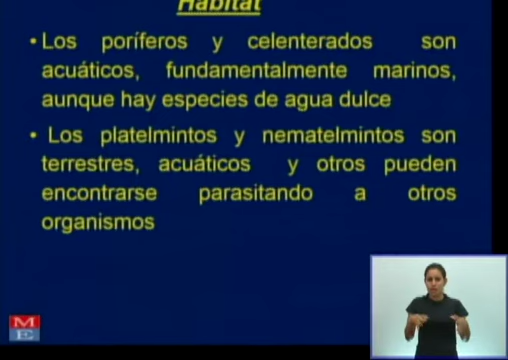 Hábitat
• Los poríferos y celenterados son
acuáticos, fundamentalmente marinos,
aunque hay especies de agua dulce
• Los platelmintos y nematelmintos son
terrestres, acuáticos y otros pueden
encontrarse parasitando a otros
organismos
M
E